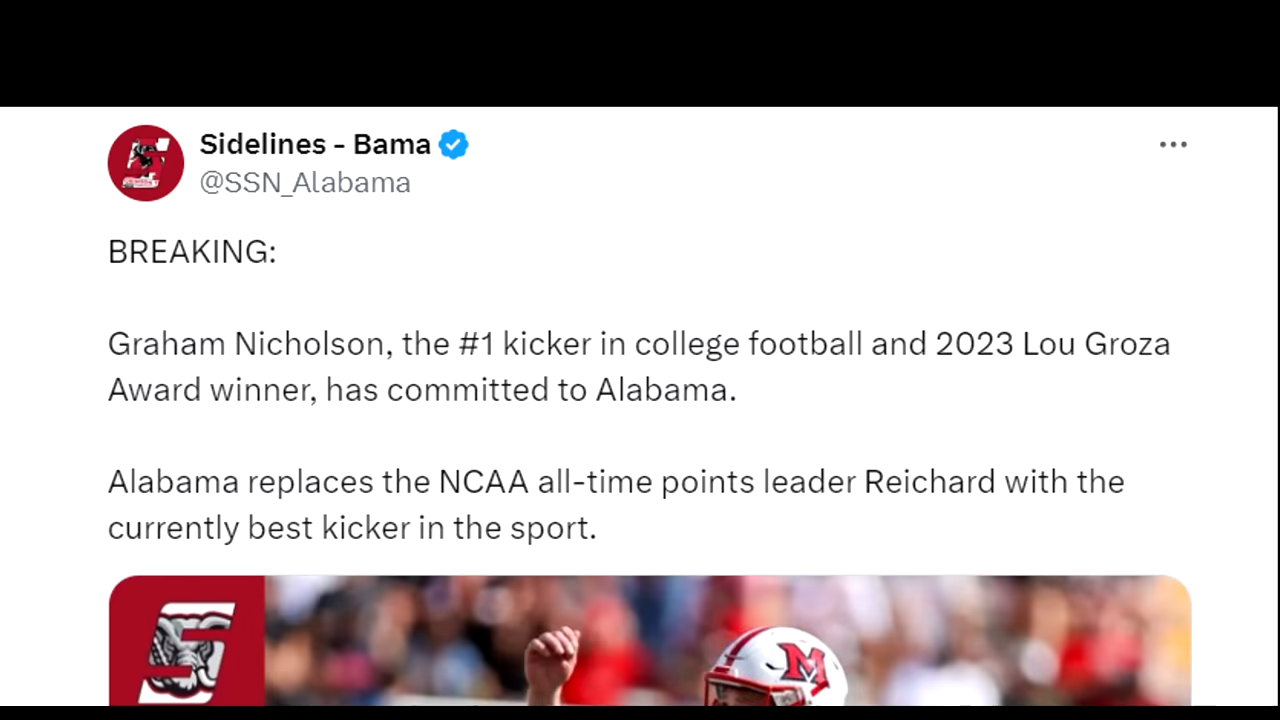 Sidelines - Bama
@SSN_Alabama
BREAKING:
Graham Nicholson, the #1 kicker in college football and 2023 Lou Groza
Award winner, has committed to Alabama.
Alabama replaces the NCAA all-time points leader Reichard with the
currently best kicker in the sport.
S
M